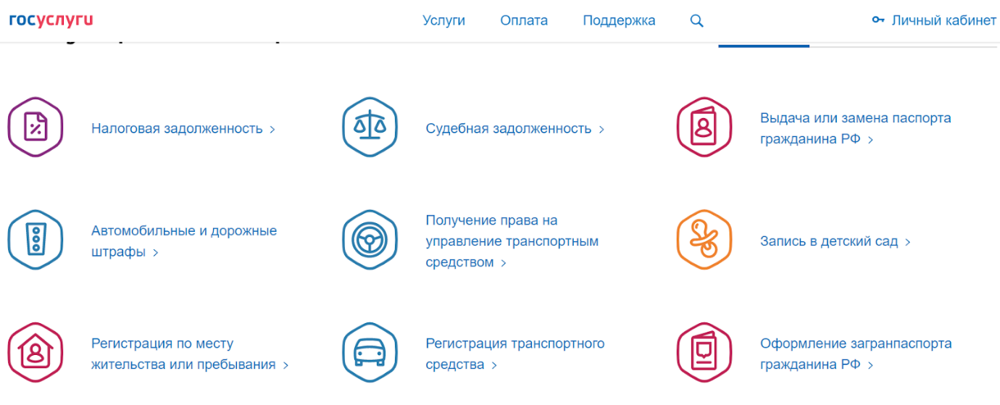 госуслуги
Услуги
Оплата
Поддержка
Личный кабинет
Налоговая задолженность >
Судебная задолженность >
Выдача или замена паспорта
гражданина РФ >
Автомобильные и дорожные
штрафы >
Получение права на
управление транспортным
средством >
Запись в детский сад >
Регистрация по месту
жительства или пребывания >
Регистрация транспортного
средства >
Оформление загранпаспорта
гражданина РФ >